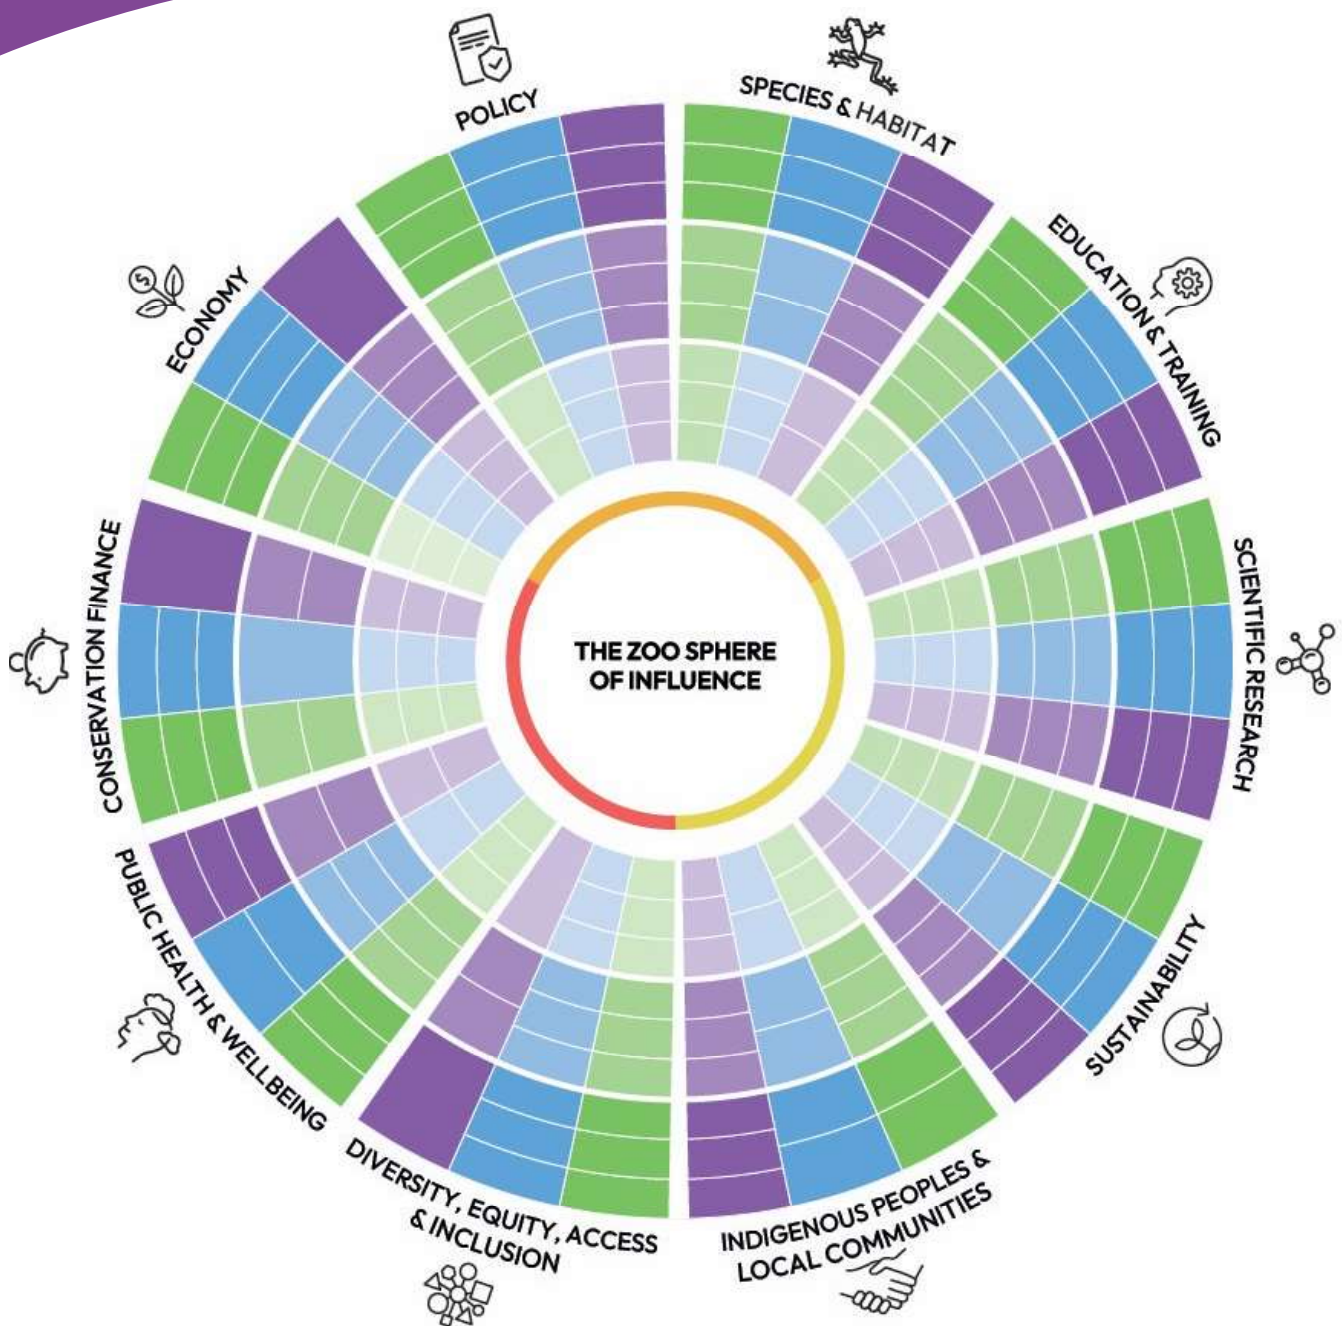 POLICY
SPECIES & HABITAT
EDUCATION & TRAINING
SCIENTIFIC RESEARCH
SUSTAINABILITY
INDIGENOUS PEOPLES &
LOCAL COMMUNITIES
DIVERSITY, EQUITY, ACCESS
& INCLUSION
PUBLIC HEALTH & WELLBEING
CONSERVATION FINANCE
ECONOMY
$
THE ZOO SPHERE
OF INFLUENCE